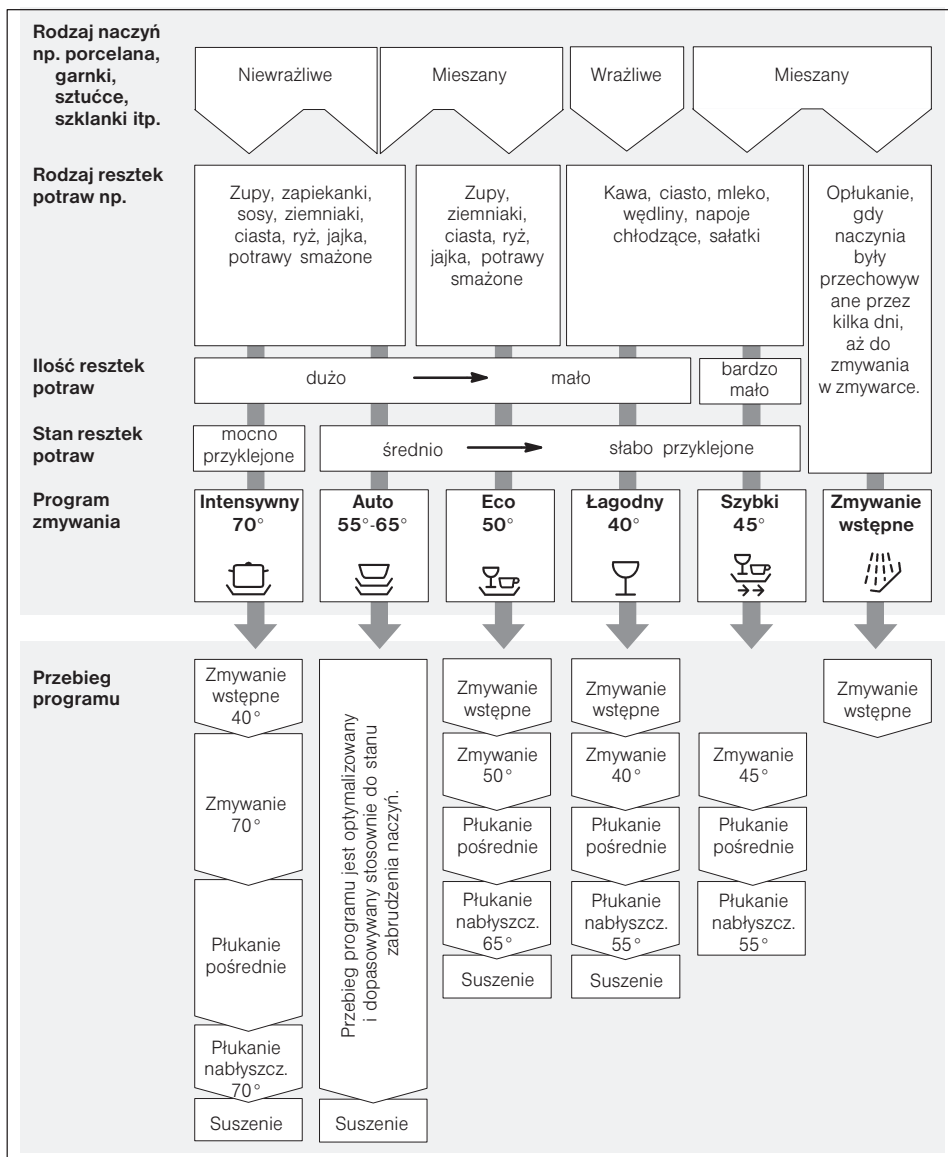 Rodzaj naczyń
np. porcelana,
garnki,
sztućce,
szklanki itp.
Niewrażliwe
Mieszany
Wrażliwe
Mieszany
Rodzaj resztek
potraw np.
Zupy, zapiekanki,
sosy, ziemniaki,
ciasta, ryż, jajka,
potrawy smażone
Zupy,
ziemniaki,
ciasta, ryż,
jajka, potrawy
smażone
Kawa, ciasto, mleko,
wędliny, napoje
chłodzące, sałatki
Opłukanie,
gdy
naczynia
były
przechowyw
ane przez
kilka dni,
aż do
zmywania
w zmywarce.
Ilość resztek
potraw
dużo
mało
bardzo
mało
Stan resztek
potraw
mocno
przyklejone
średnio
słabo przyklejone
Program
zmywania
Intensywny
70°
Auto
55°-65°
Eco
50°
Łagodny
40°
Szybki
45°
Zmywanie
wstępne
Przebieg
programu
Zmywanie
wstępne
40°
Zmywanie
70°
Płukanie
pośrednie
Płukanie
nabłyszcz.
70°
Suszenie
Przebieg programu jest optymalizowany
i dopasowywany stosownie do stanu
zabrudzenia naczyń.
Suszenie
Zmywanie
wstępne
Zmywanie
50°
Płukanie
pośrednie
Płukanie
nabłyszcz.
65°
Suszenie
Zmywanie
wstępne
Zmywanie
40°
Płukanie
pośrednie
Płukanie
nabłyszcz.
55°
Suszenie
Zmywanie
45°
Płukanie
pośrednie
Płukanie
nabłyszcz.
55°
Zmywanie
wstępne